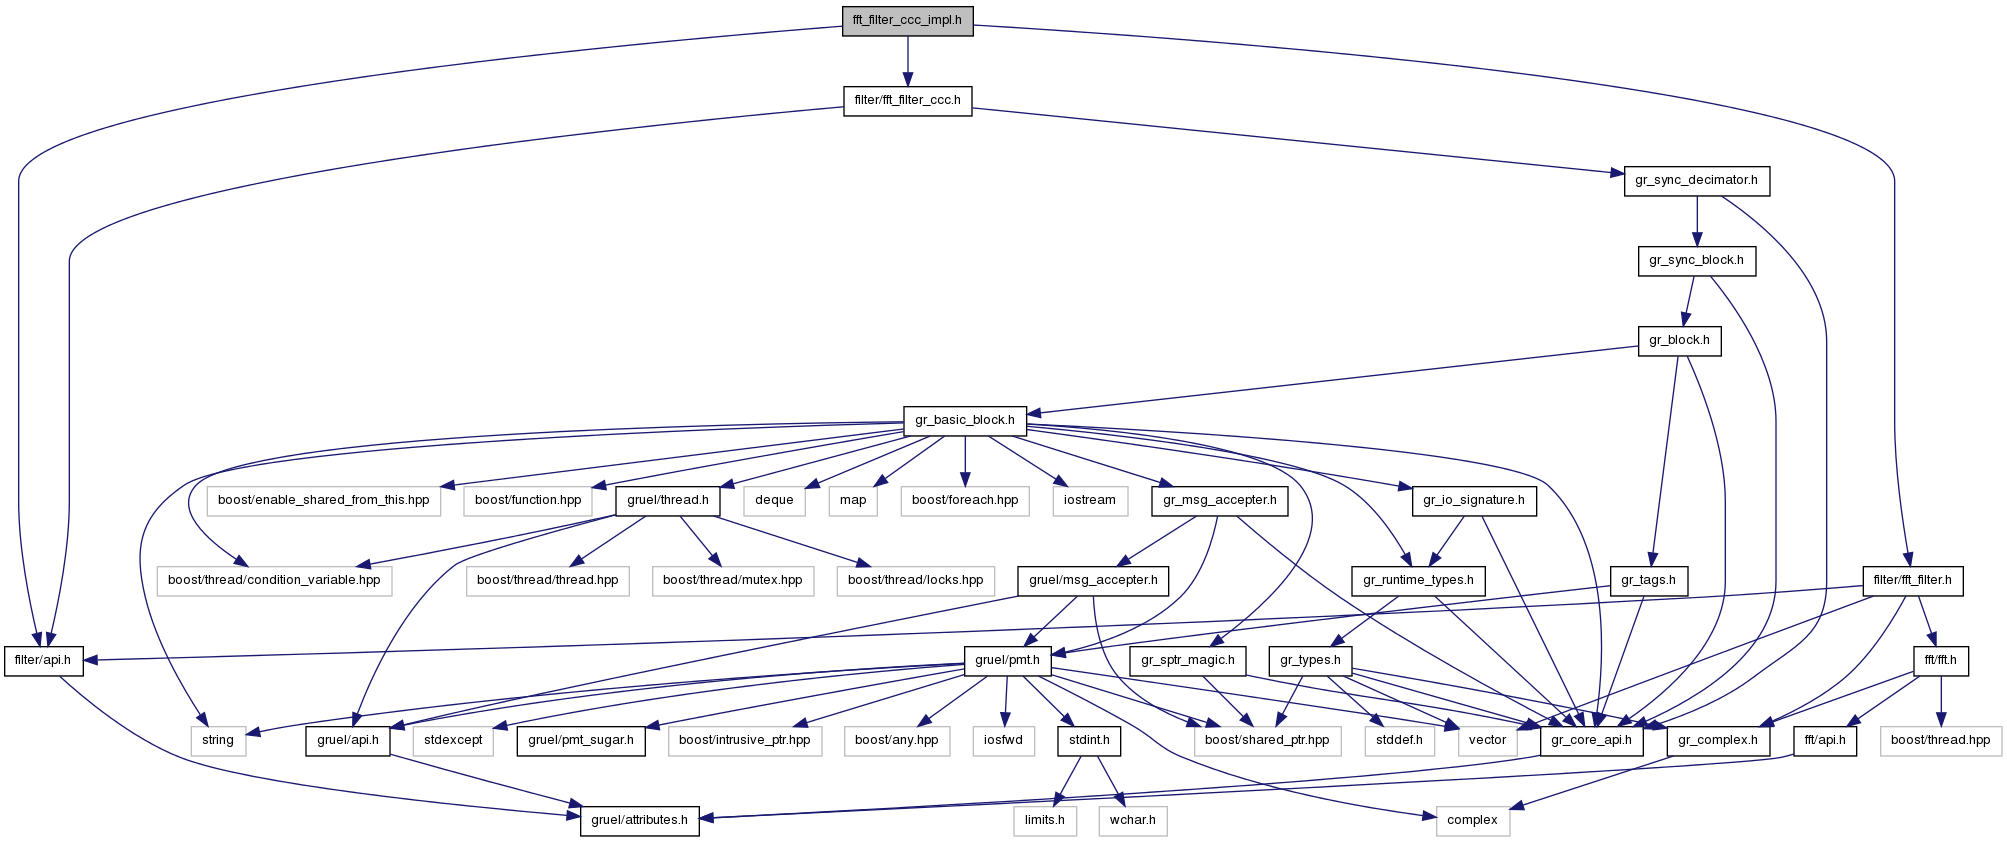 fft_filter_ccc_impl.h
filter/fft_filter_ccc.h
gr_sync_decimator.h
gr_sync_block.h
gr_block.h
gr_basic_block.h
boost/enable_shared_from_this.hpp
boost/function.hpp
gruel/thread.h
deque
map
boost/foreach.hpp
iostream
gr_msg_accepter.h
gr_io_signature.h
boost/thread/condition_variable.hpp
boost/thread/thread.hpp
boost/thread/mutex.hpp
boost/thread/locks.hpp
gruel/msg_accepter.h
gr_runtime_types.h
gr_tags.h
filter/fft_filter.h
filter/api.h
gruel/pmt.h
gr_sptr_magic.h
gr_types.h
fft/fft.h
string
gruel/api.h
stdexcept
gruel/pmt_sugar.h
boost/intrusive_ptr.hpp
boost/any.hpp
iosfwd
stdint.h
boost/shared_ptr.hpp
stddef.h
vector
gr_core_api.h
gr_complex.h
fft/api.h
boost/thread.hpp
gruel/attributes.h
limits.h
wchar.h
complex